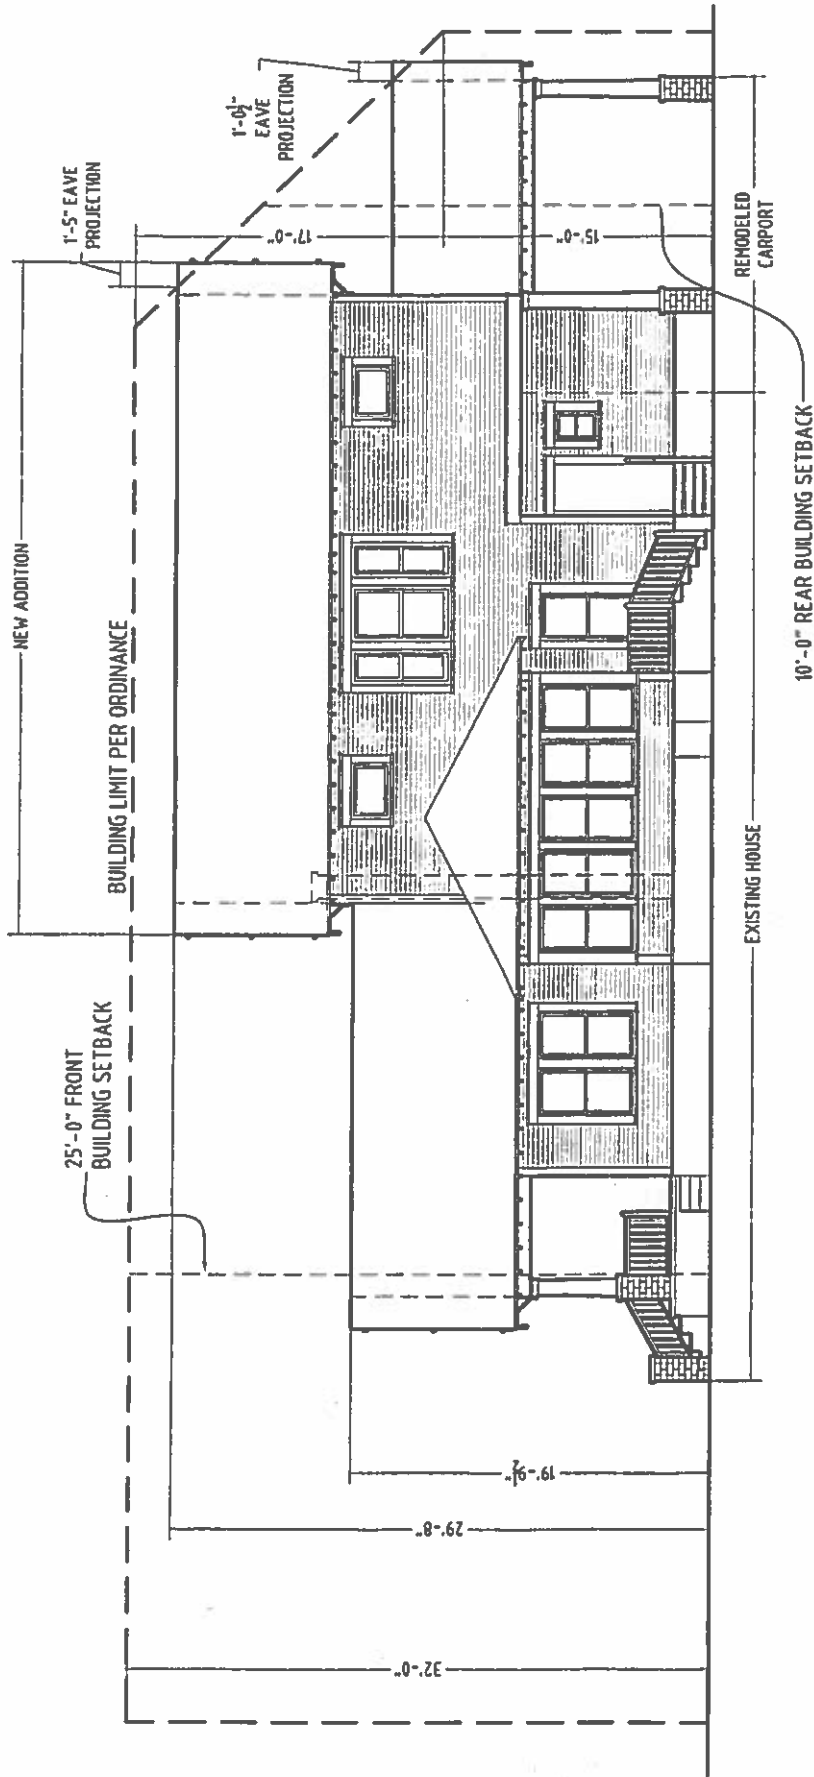 1'-5" EAVE
PROJECTION
1'-0½"
EAVE
PROJECTION
NEW ADDITION
BUILDING LIMIT PER ORDINANCE
25'-0" FRONT
BUILDING SETBACK
17'-0"
15'-0"
REMODELED
CARPORT
10'-0" REAR BUILDING SETBACK
EXISTING HOUSE
19'-9½"
29'-8"
32'-0"